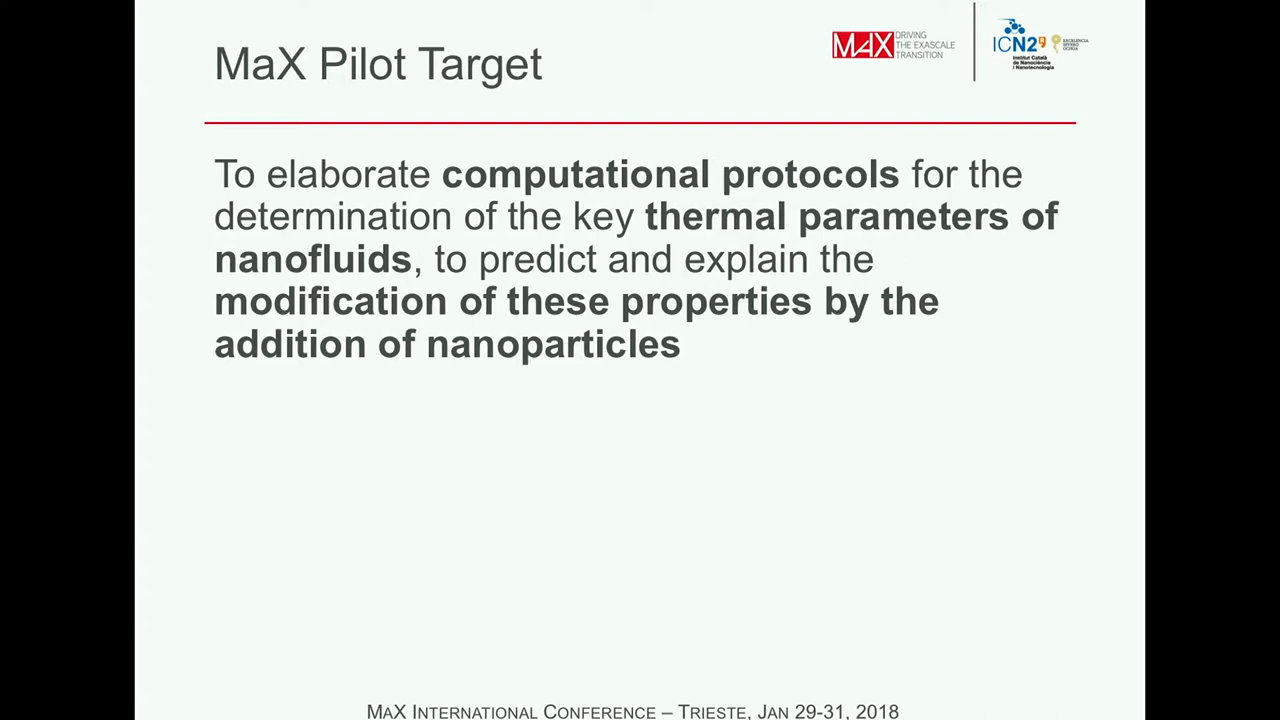 MaX Pilot Target
MAX DRIVING
THE EXASCALE
TRANSITION
ICN2
Institut Català
de Nanociència
i Nanotecnologia
EXCELENCIA
SEVERO
OCHOA
To elaborate computational protocols for the
determination of the key thermal parameters of
nanofluids, to predict and explain the
modification of these properties by the
addition of nanoparticles
MAX INTERNATIONAL CONFERENCE – TRIESTE, JAN 29-31, 2018